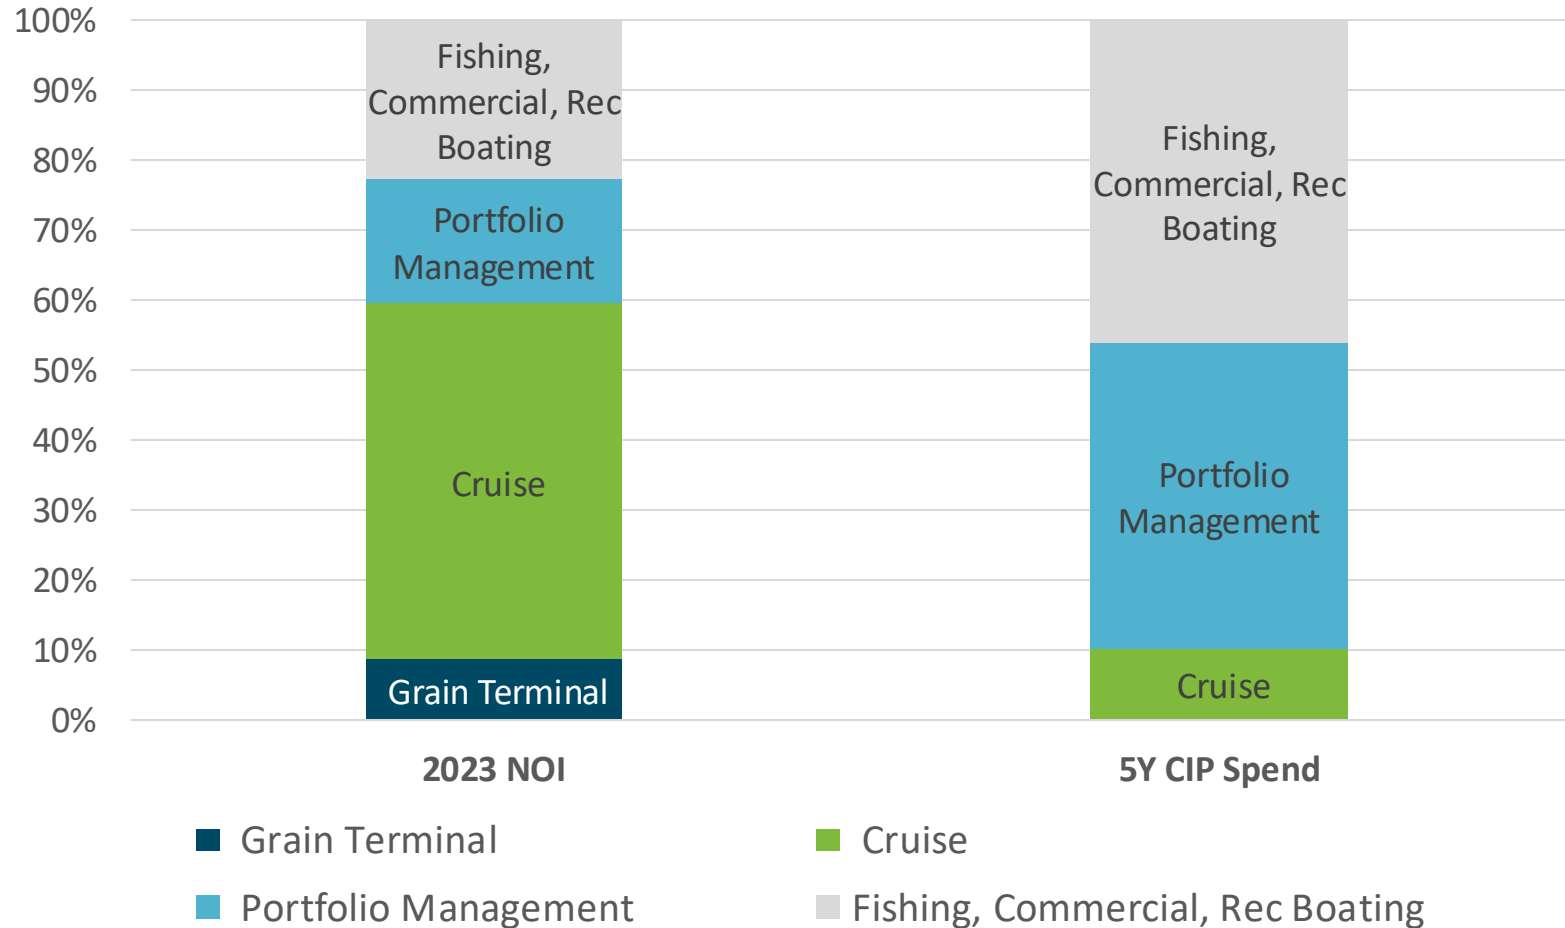 100%
90%
80%
70%
60%
50%
40%
30%
20%
10%
0%
Fishing,
Commercial, Rec
Boating
Portfolio
Management
Cruise
Grain Terminal
Fishing,
Commercial, Rec
Boating
Portfolio
Management
Cruise
2023 NOI
5Y CIP Spend
Grain Terminal
Cruise
Portfolio Management
Fishing, Commercial, Rec Boating